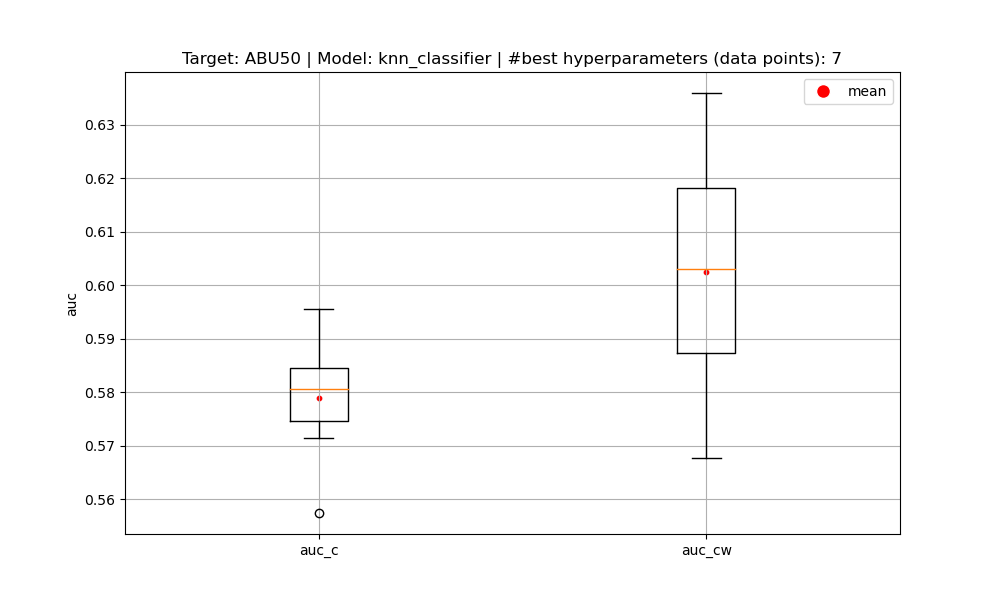 Target: ABU50 | Model: knn_classifier | #best hyperparameters (data points): 7
mean
0.63
0.62
0.61
0.60
0.59
0.58
0.57
0.56
auc
auc_c
auc_cw